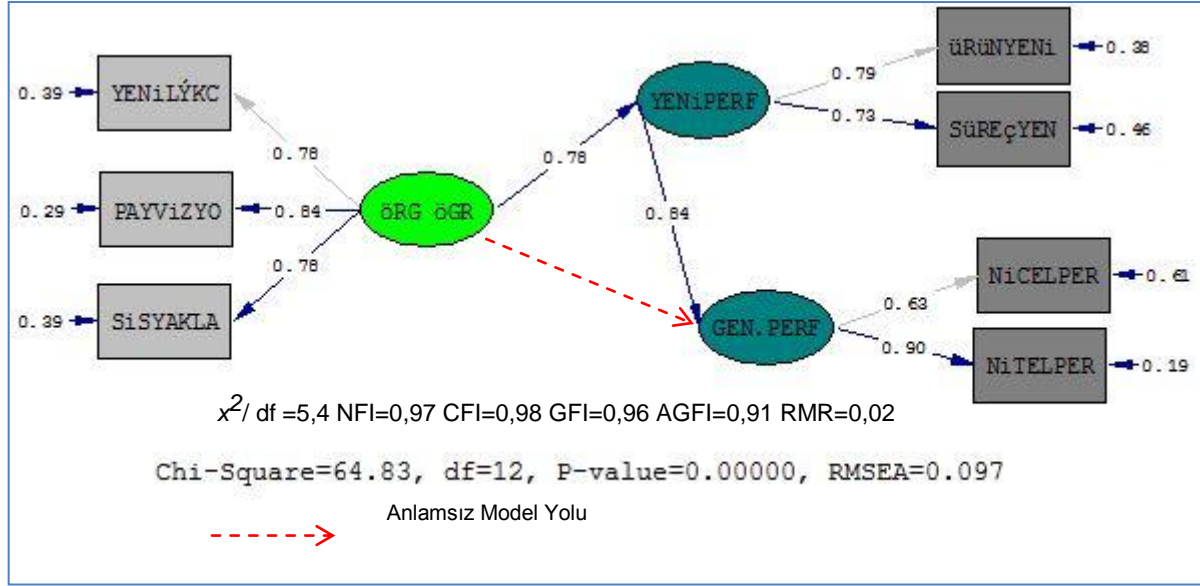 0.39 YENiLÝKC
0.78
0.29 PAYViZYO
0.84
0.39 SiSYAKLA
0.78
öRG öGR
0.78
YENiPERF
0.79
üRüNYENi 0.38
0.73
SüREçYEN 0.46
0.84
GEN.PERF
0.63
NiCELPER 0.61
0.90
NiTELPER 0.19
x²/ df =5,4 NFI=0,97 CFI=0,98 GFI=0,96 AGFI=0,91 RMR=0,02
Chi-Square=64.83, df=12, P-value=0.00000, RMSEA=0.097
Anlamsız Model Yolu